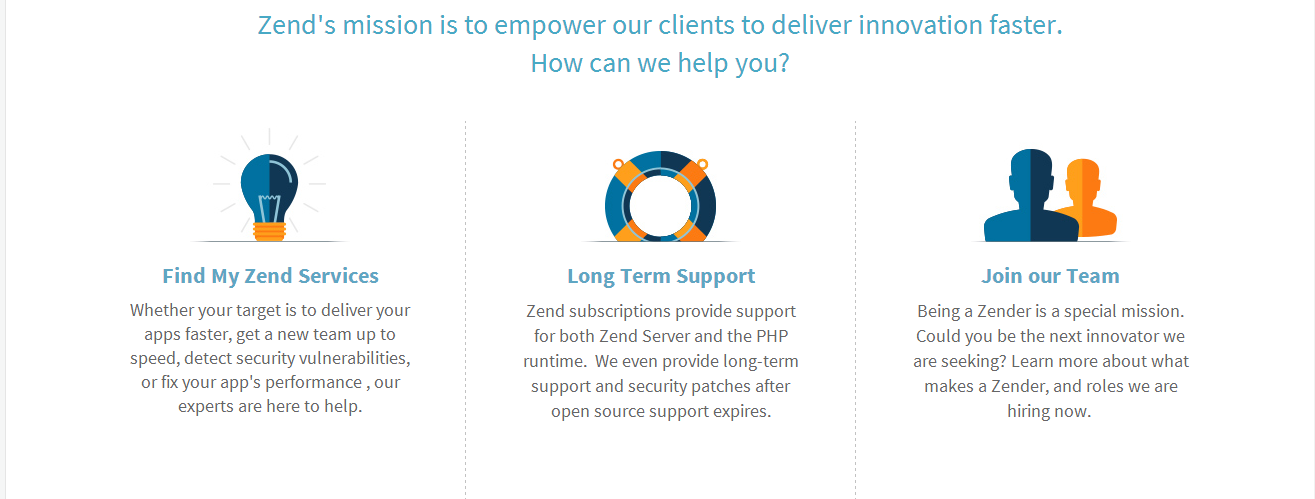 Zend's mission is to empower our clients to deliver innovation faster.
How can we help you?
Find My Zend Services
Whether your target is to deliver your
apps faster, get a new team up to
speed, detect security vulnerabilities,
or fix your app's performance , our
experts are here to help.
Long Term Support
Zend subscriptions provide support
for both Zend Server and the PHP
runtime.  We even provide long-term
support and security patches after
open source support expires.
Join our Team
Being a Zender is a special mission.
Could you be the next innovator we
are seeking? Learn more about what
makes a Zender, and roles we are
hiring now.